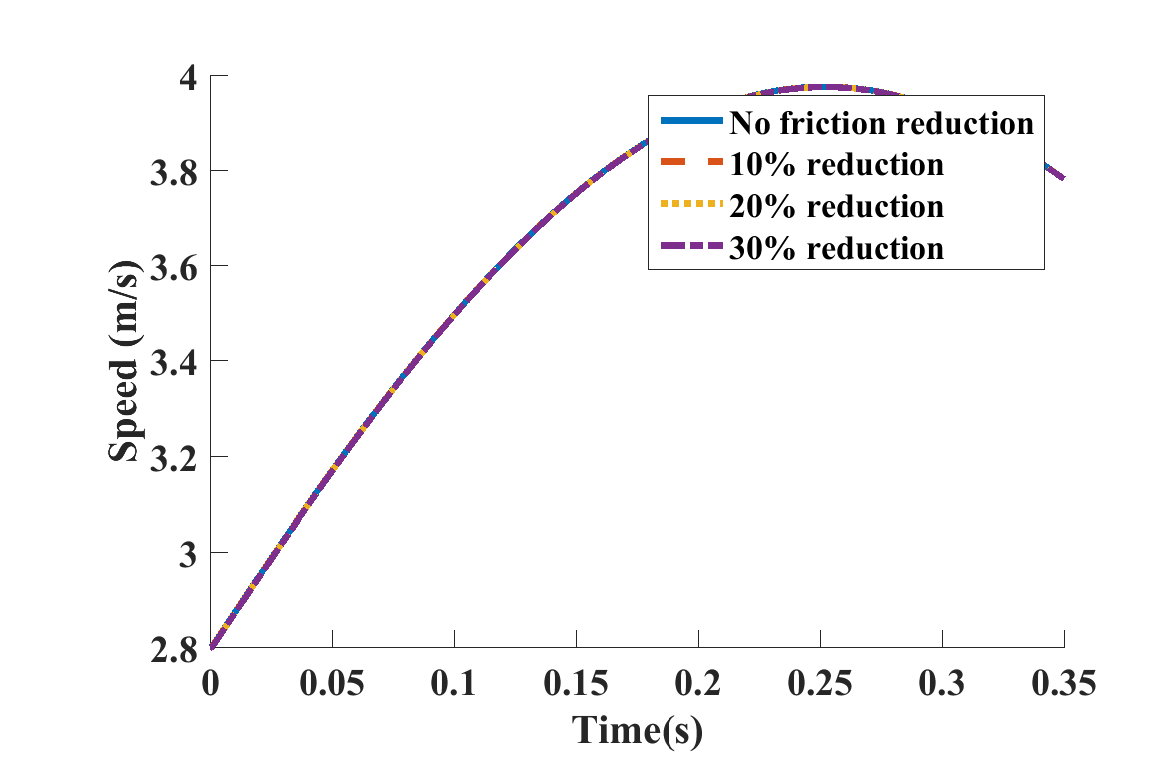 4
3.8
3.6
3.4
3.2
3
2.8
Speed (m/s)
No friction reduction
10% reduction
20% reduction
30% reduction
0 0.05 0.1 0.15 0.2 0.25 0.3 0.35
Time(s)